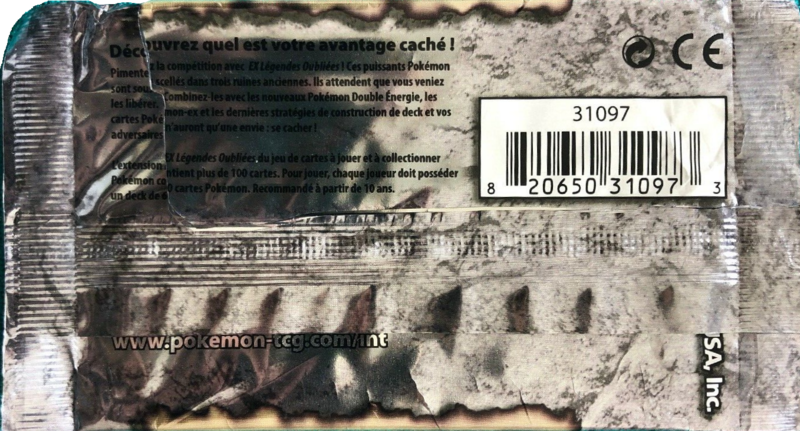 Découvrez quel est votre avantage caché !
Pimentez la compétition avec EX Légendes Oubliées ! Ces puissants Pokémon
sont scellés dans trois ruines anciennes. Ils attendent que vous veniez
les libérer. Combinez-les avec les nouveaux Pokémon Double Énergie, les
cartes Pokémon-ex et les dernières stratégies de construction de deck et vos
adversaires n'auront qu'une envie : se cacher !
L'extension EX Légendes Oubliées du jeu de cartes à jouer et à collectionner
Pokémon contient plus de 100 cartes. Pour jouer, chaque joueur doit posséder
un deck de 60 cartes Pokémon. Recommandé à partir de 10 ans.
CE
31097
8 20650 31097 3
www.pokemon-tcg.com/int
USA, Inc.